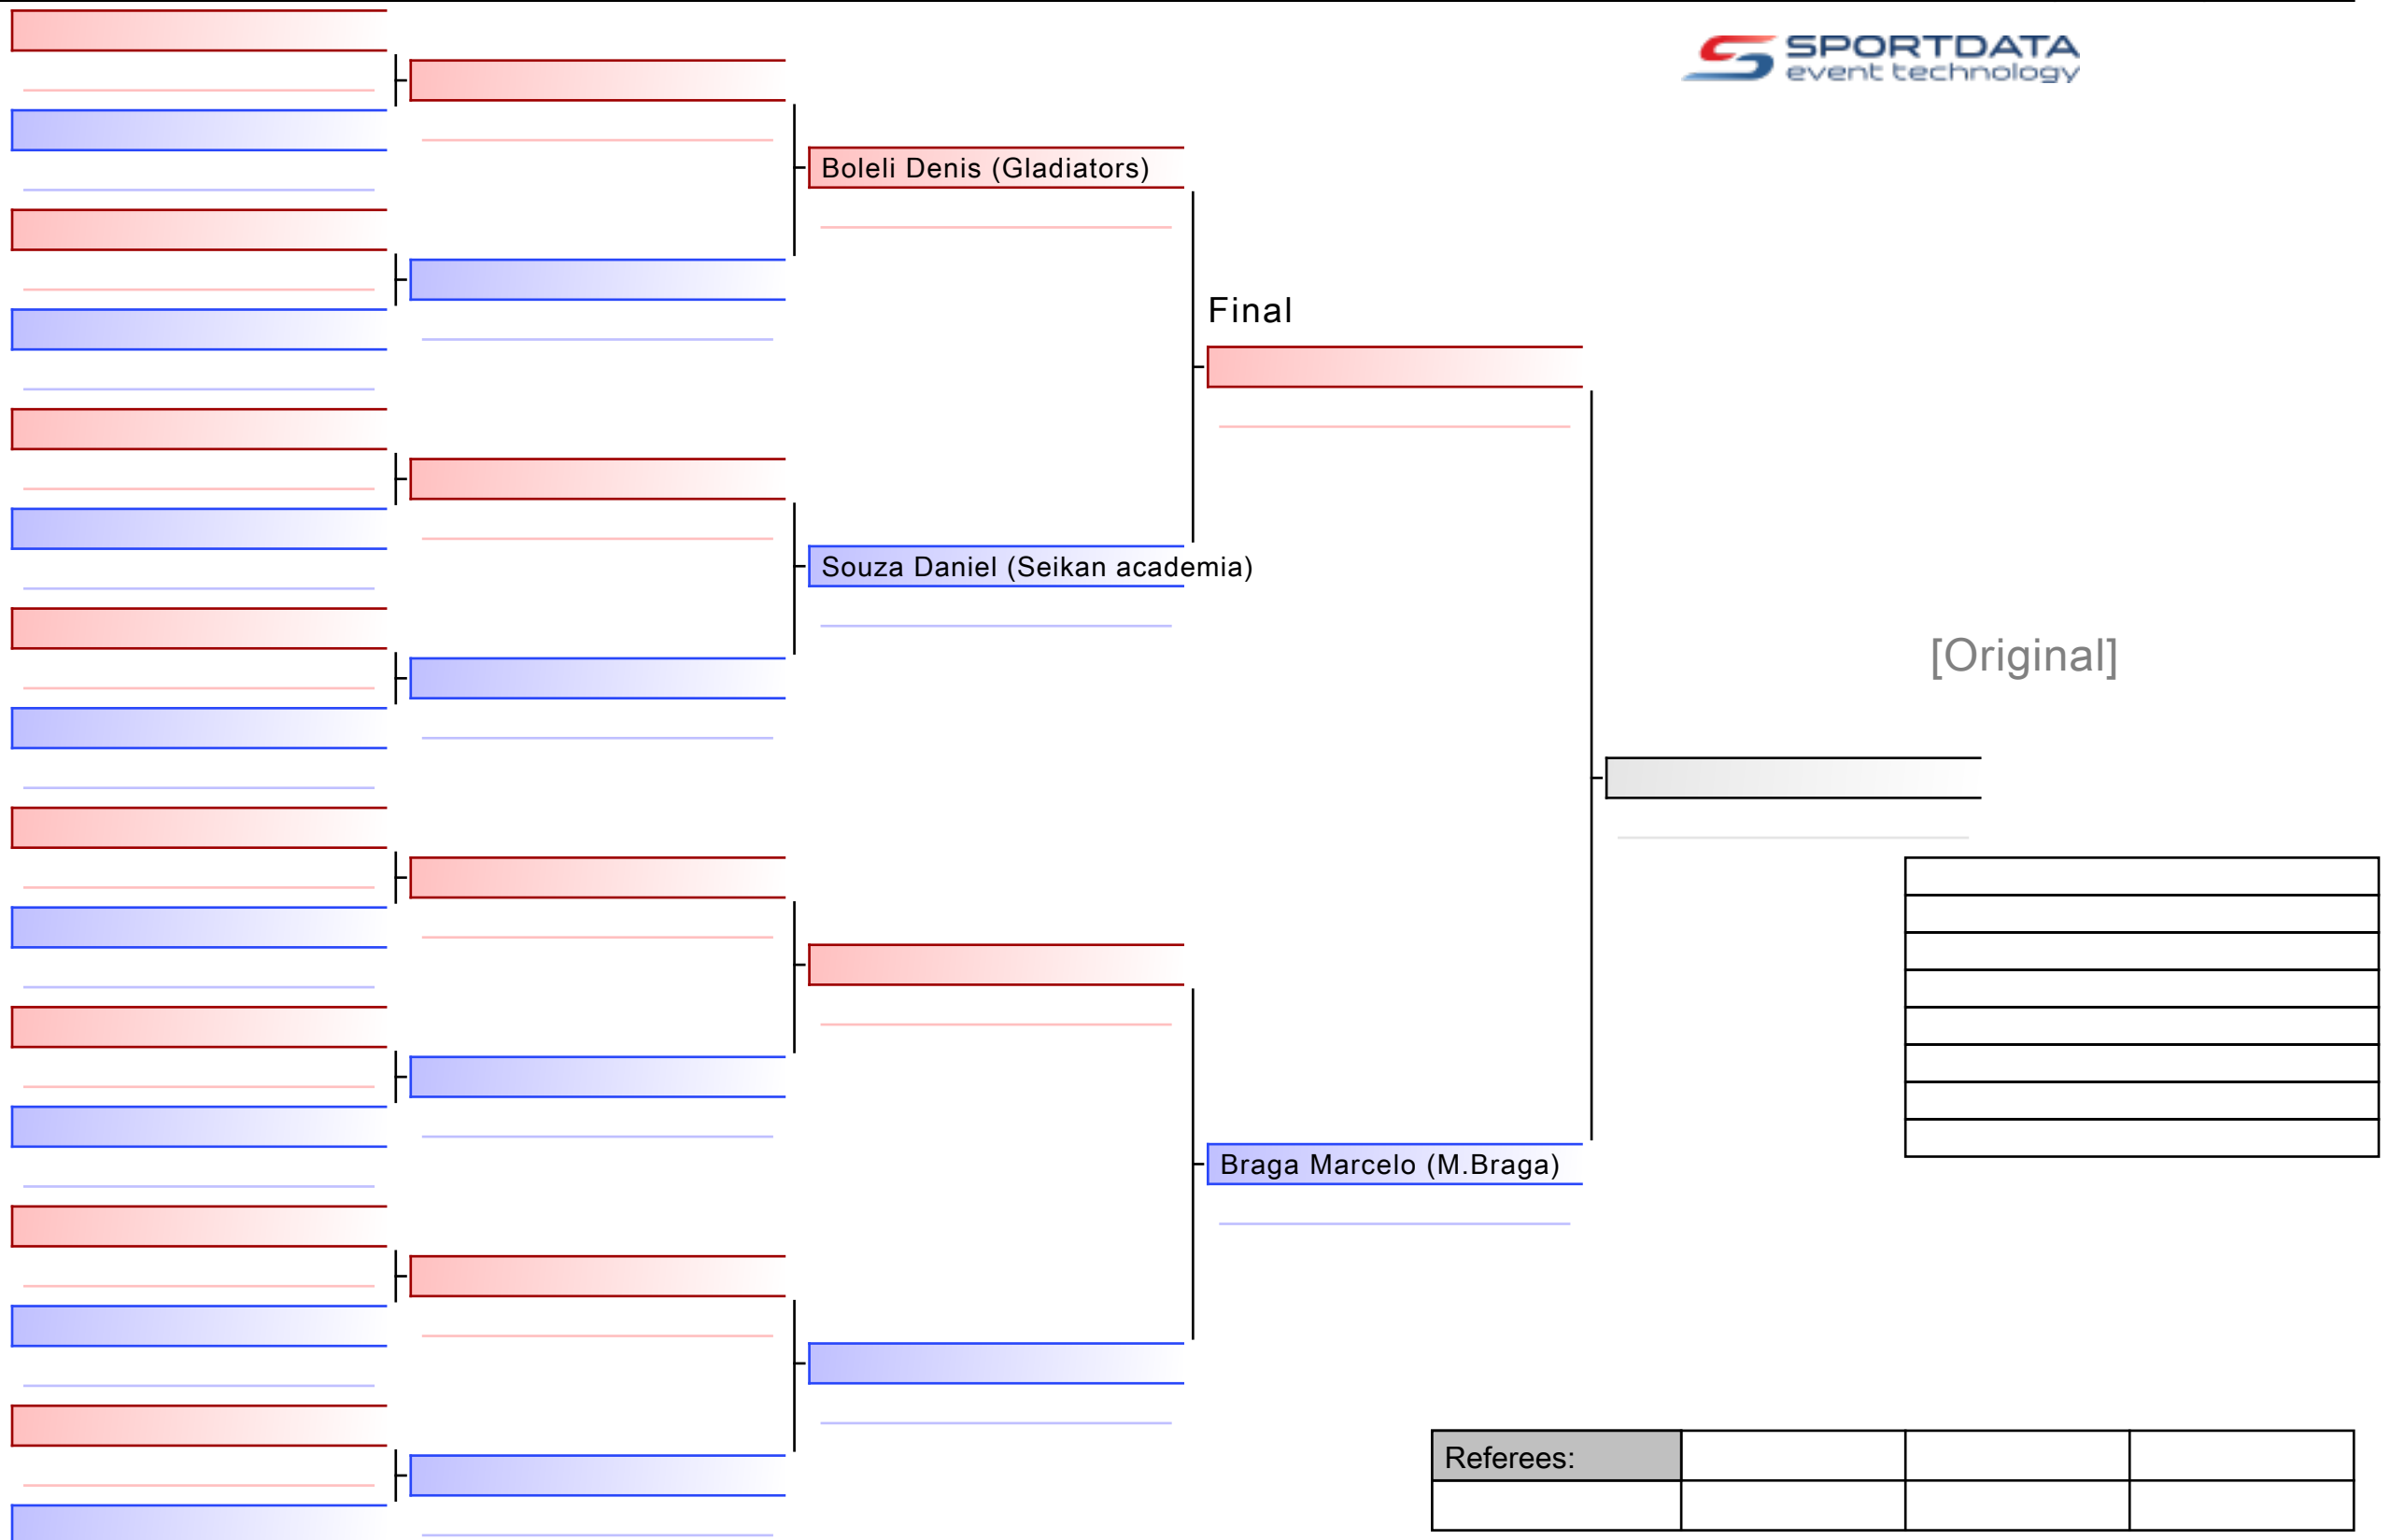 SPORTDATA
event technology
Boleli Denis (Gladiators)
Final
Souza Daniel (Seikan academia)
[Original]
Braga Marcelo (M.Braga)
Referees: